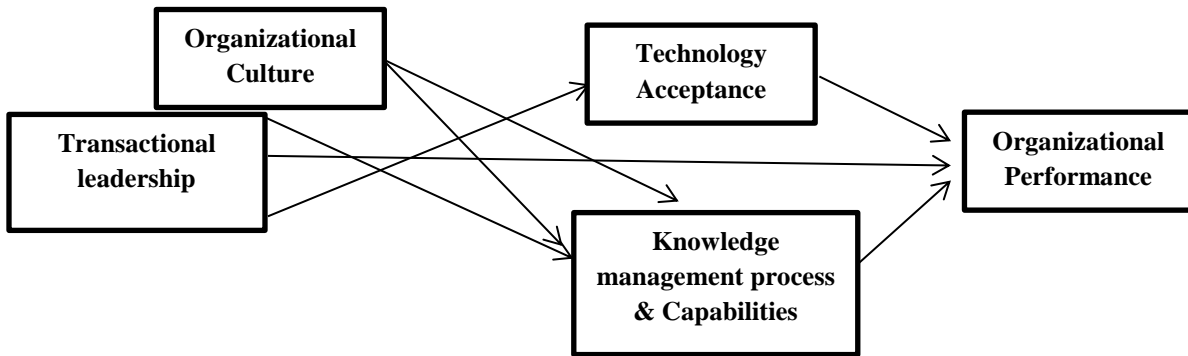 Organizational
Culture
Transactional
leadership
Technology
Acceptance
Knowledge
management process
& Capabilities
Organizational
Performance